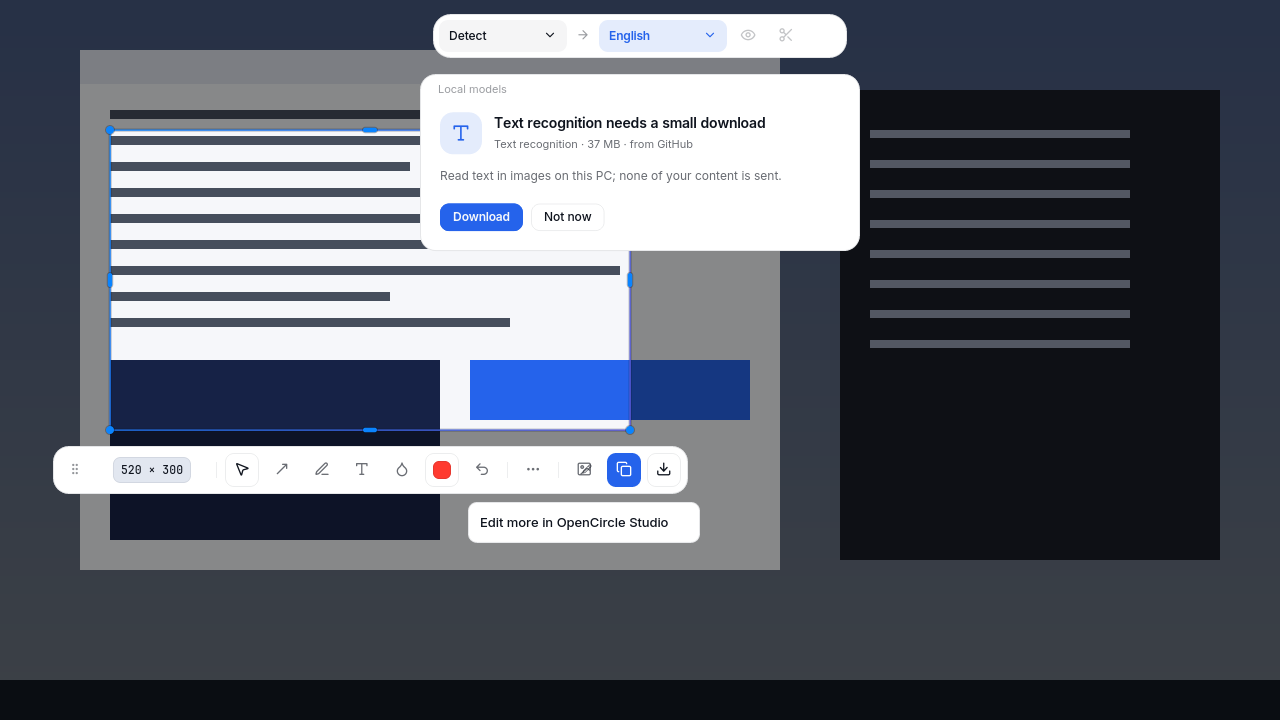 Detect
English
Local models
Text recognition needs a small download
Text recognition · 37 MB · from GitHub
Read text in images on this PC; none of your content is sent.
Download
Not now
520 × 300
Edit more in OpenCircle Studio